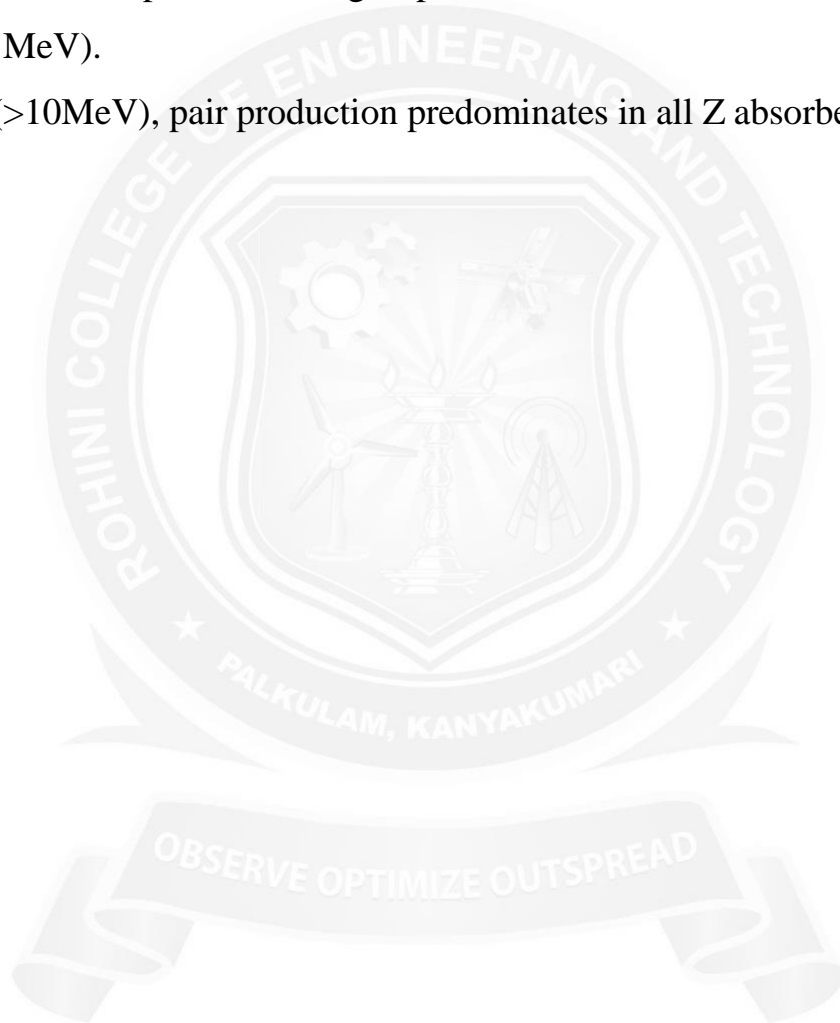 MeV).
(>10MeV), pair production predominates in all Z absorbe
ROHINI COLLEGE OF ENGINEERING AND TECHNOLOGY
PALKULAM, KANYAKUMARI
OBSERVE OPTIMIZE OUTSPREAD